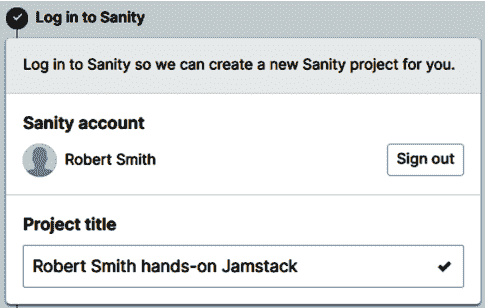 Log in to Sanity
Log in to Sanity so we can create a new Sanity project for you.
Sanity account
Robert Smith
Sign out
Project title
Robert Smith hands-on Jamstack